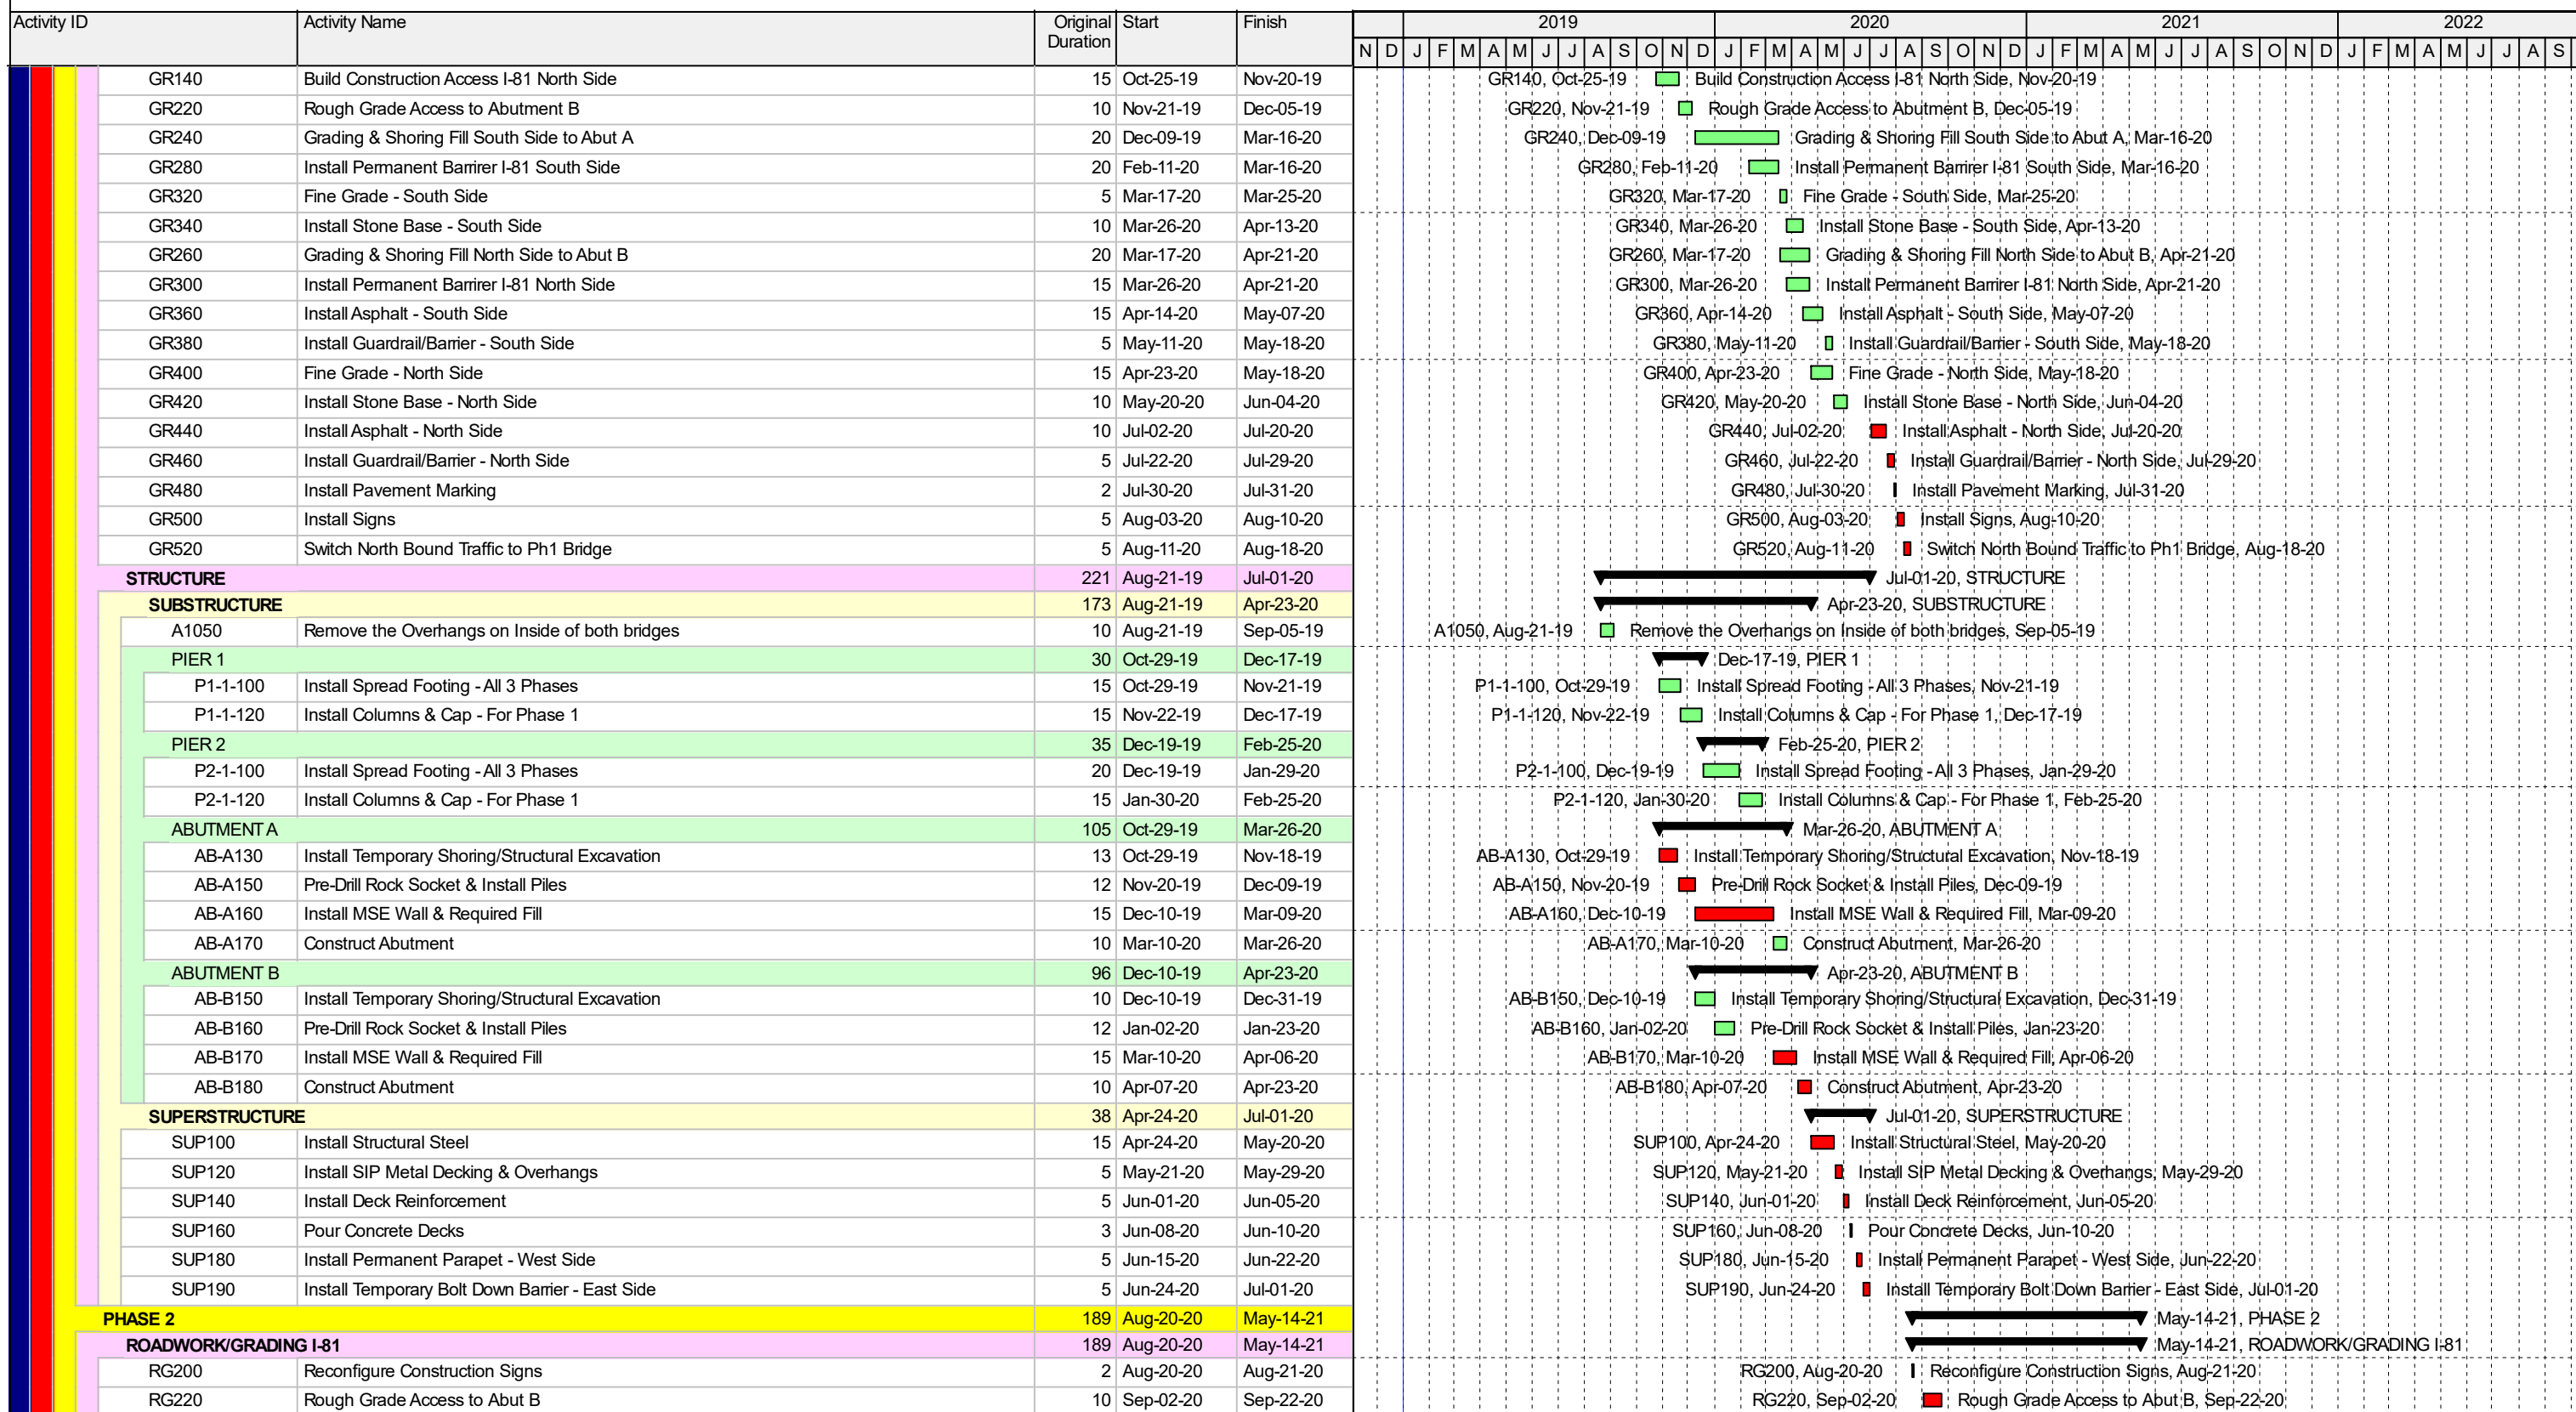 Activity ID Activity Name Original Duration Start Finish 2019 2020 2021 2022
N D J F M A M J J A S O N D J F M A M J J A S O N D J F M A M J J A S O N D J F M A M J J A S
GR140 Build Construction Access I-81 North Side 15 Oct-25-19 Nov-20-19 GR140, Oct-25-19 Build Construction Access I-81 North Side, Nov-20-19
GR220 Rough Grade Access to Abutment B 10 Nov-21-19 Dec-05-19 GR220, Nov-21-19 Rough Grade Access to Abutment B, Dec-05-19
GR240 Grading & Shoring Fill South Side to Abut A 20 Dec-09-19 Mar-16-20 GR240, Dec-09-19 Grading & Shoring Fill South Side to Abut A, Mar-16-20
GR280 Install Permanent Barrirer I-81 South Side 20 Feb-11-20 Mar-16-20 GR280, Feb-11-20 Install Permanent Barrirer I-81 South Side, Mar-16-20
GR320 Fine Grade - South Side 5 Mar-17-20 Mar-25-20 GR320, Mar-17-20 Fine Grade - South Side, Mar-25-20
GR340 Install Stone Base - South Side 10 Mar-26-20 Apr-13-20 GR340, Mar-26-20 Install Stone Base - South Side, Apr-13-20
GR260 Grading & Shoring Fill North Side to Abut B 20 Mar-17-20 Apr-21-20 GR260, Mar-17-20 Grading & Shoring Fill North Side to Abut B, Apr-21-20
GR300 Install Permanent Barrirer I-81 North Side 15 Mar-26-20 Apr-21-20 GR300, Mar-26-20 Install Permanent Barrirer I-81 North Side, Apr-21-20
GR360 Install Asphalt - South Side 15 Apr-14-20 May-07-20 GR360, Apr-14-20 Install Asphalt - South Side, May-07-20
GR380 Install Guardrail/Barrier - South Side 5 May-11-20 May-18-20 GR380, May-11-20 Install Guardrail/Barrier - South Side, May-18-20
GR400 Fine Grade - North Side 15 Apr-23-20 May-18-20 GR400, Apr-23-20 Fine Grade - North Side, May-18-20
GR420 Install Stone Base - North Side 10 May-20-20 Jun-04-20 GR420, May-20-20 Install Stone Base - North Side, Jun-04-20
GR440 Install Asphalt - North Side 10 Jul-02-20 Jul-20-20 GR440, Jul-02-20 Install Asphalt - North Side, Jul-20-20
GR460 Install Guardrail/Barrier - North Side 5 Jul-22-20 Jul-29-20 GR460, Jul-22-20 Install Guardrail/Barrier - North Side, Jul-29-20
GR480 Install Pavement Marking 2 Jul-30-20 Jul-31-20 GR480, Jul-30-20 Install Pavement Marking, Jul-31-20
GR500 Install Signs 5 Aug-03-20 Aug-10-20 GR500, Aug-03-20 Install Signs, Aug-10-20
GR520 Switch North Bound Traffic to Ph1 Bridge 5 Aug-11-20 Aug-18-20 GR520, Aug-11-20 Switch North Bound Traffic to Ph1 Bridge, Aug-18-20
STRUCTURE 221 Aug-21-19 Jul-01-20 Jul-01-20, STRUCTURE
SUBSTRUCTURE 173 Aug-21-19 Apr-23-20 Apr-23-20, SUBSTRUCTURE
A1050 Remove the Overhangs on Inside of both bridges 10 Aug-21-19 Sep-05-19 A1050, Aug-21-19 Remove the Overhangs on Inside of both bridges, Sep-05-19
PIER 1 30 Oct-29-19 Dec-17-19 Dec-17-19, PIER 1
P1-1-100 Install Spread Footing - All 3 Phases 15 Oct-29-19 Nov-21-19 P1-1-100, Oct-29-19 Install Spread Footing - All 3 Phases, Nov-21-19
P1-1-120 Install Columns & Cap - For Phase 1 15 Nov-22-19 Dec-17-19 P1-1-120, Nov-22-19 Install Columns & Cap - For Phase 1, Dec-17-19
PIER 2 35 Dec-19-19 Feb-25-20 Feb-25-20, PIER 2
P2-1-100 Install Spread Footing - All 3 Phases 20 Dec-19-19 Jan-29-20 P2-1-100, Dec-19-19 Install Spread Footing - All 3 Phases, Jan-29-20
P2-1-120 Install Columns & Cap - For Phase 1 15 Jan-30-20 Feb-25-20 P2-1-120, Jan-30-20 Install Columns & Cap - For Phase 1, Feb-25-20
ABUTMENT A 105 Oct-29-19 Mar-26-20 Mar-26-20, ABUTMENT A
AB-A130 Install Temporary Shoring/Structural Excavation 13 Oct-29-19 Nov-18-19 AB-A130, Oct-29-19 Install Temporary Shoring/Structural Excavation, Nov-18-19
AB-A150 Pre-Drill Rock Socket & Install Piles 12 Nov-20-19 Dec-09-19 AB-A150, Nov-20-19 Pre-Drill Rock Socket & Install Piles, Dec-09-19
AB-A160 Install MSE Wall & Required Fill 15 Dec-10-19 Mar-09-20 AB-A160, Dec-10-19 Install MSE Wall & Required Fill, Mar-09-20
AB-A170 Construct Abutment 10 Mar-10-20 Mar-26-20 AB-A170, Mar-10-20 Construct Abutment, Mar-26-20
ABUTMENT B 96 Dec-10-19 Apr-23-20 Apr-23-20, ABUTMENT B
AB-B150 Install Temporary Shoring/Structural Excavation 10 Dec-10-19 Dec-31-19 AB-B150, Dec-10-19 Install Temporary Shoring/Structural Excavation, Dec-31-19
AB-B160 Pre-Drill Rock Socket & Install Piles 12 Jan-02-20 Jan-23-20 AB-B160, Jan-02-20 Pre-Drill Rock Socket & Install Piles, Jan-23-20
AB-B170 Install MSE Wall & Required Fill 15 Mar-10-20 Apr-06-20 AB-B170, Mar-10-20 Install MSE Wall & Required Fill, Apr-06-20
AB-B180 Construct Abutment 10 Apr-07-20 Apr-23-20 AB-B180, Apr-07-20 Construct Abutment, Apr-23-20
SUPERSTRUCTURE 38 Apr-24-20 Jul-01-20 Jul-01-20, SUPERSTRUCTURE
SUP100 Install Structural Steel 15 Apr-24-20 May-20-20 SUP100, Apr-24-20 Install Structural Steel, May-20-20
SUP120 Install SIP Metal Decking & Overhangs 5 May-21-20 May-29-20 SUP120, May-21-20 Install SIP Metal Decking & Overhangs, May-29-20
SUP140 Install Deck Reinforcement 5 Jun-01-20 Jun-05-20 SUP140, Jun-01-20 Install Deck Reinforcement, Jun-05-20
SUP160 Pour Concrete Decks 3 Jun-08-20 Jun-10-20 SUP160, Jun-08-20 Pour Concrete Decks, Jun-10-20
SUP180 Install Permanent Parapet - West Side 5 Jun-15-20 Jun-22-20 SUP180, Jun-15-20 Install Permanent Parapet - West Side, Jun-22-20
SUP190 Install Temporary Bolt Down Barrier - East Side 5 Jun-24-20 Jul-01-20 SUP190, Jun-24-20 Install Temporary Bolt Down Barrier - East Side, Jul-01-20
PHASE 2 189 Aug-20-20 May-14-21 May-14-21, PHASE 2
ROADWORK/GRADING I-81 189 Aug-20-20 May-14-21 May-14-21, ROADWORK/GRADING I-81
RG200 Reconfigure Construction Signs 2 Aug-20-20 Aug-21-20 RG200, Aug-20-20 Reconfigure Construction Signs, Aug-21-20
RG220 Rough Grade Access to Abut B 10 Sep-02-20 Sep-22-20 RG220, Sep-02-20 Rough Grade Access to Abut B, Sep-22-20